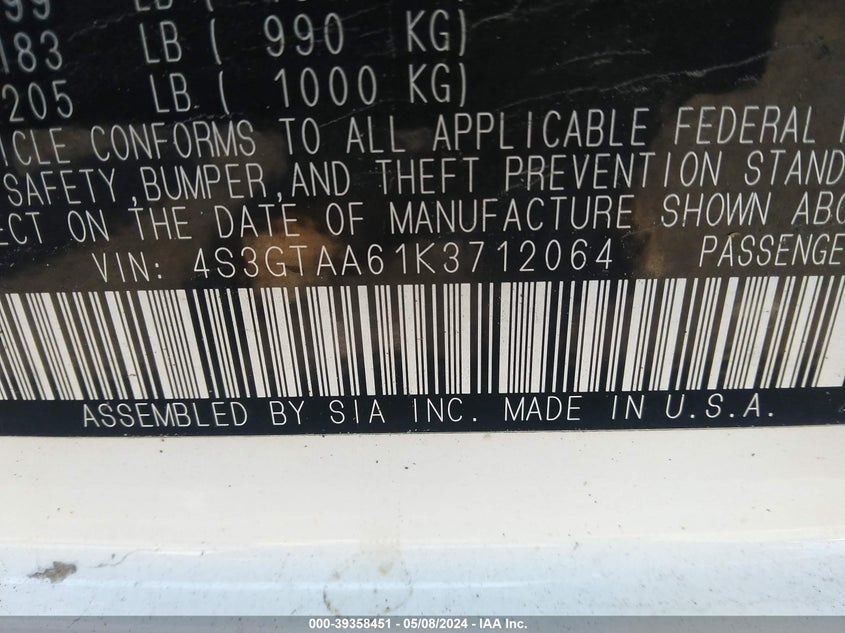 99 LB (
183 LB ( 990 KG)
205 LB ( 1000 KG)
ICLE CONFORMS TO ALL APPLICABLE FEDERAL
SAFETY,BUMPER,AND THEFT PREVENTION STAND
ECT ON THE DATE OF MANUFACTURE SHOWN ABO
VIN: 4S3GTAA61K3712064 PASSENGE
ASSEMBLED BY SIA INC. MADE IN U.S.A.
000-39358451 - 05/08/2024 - IAA Inc.